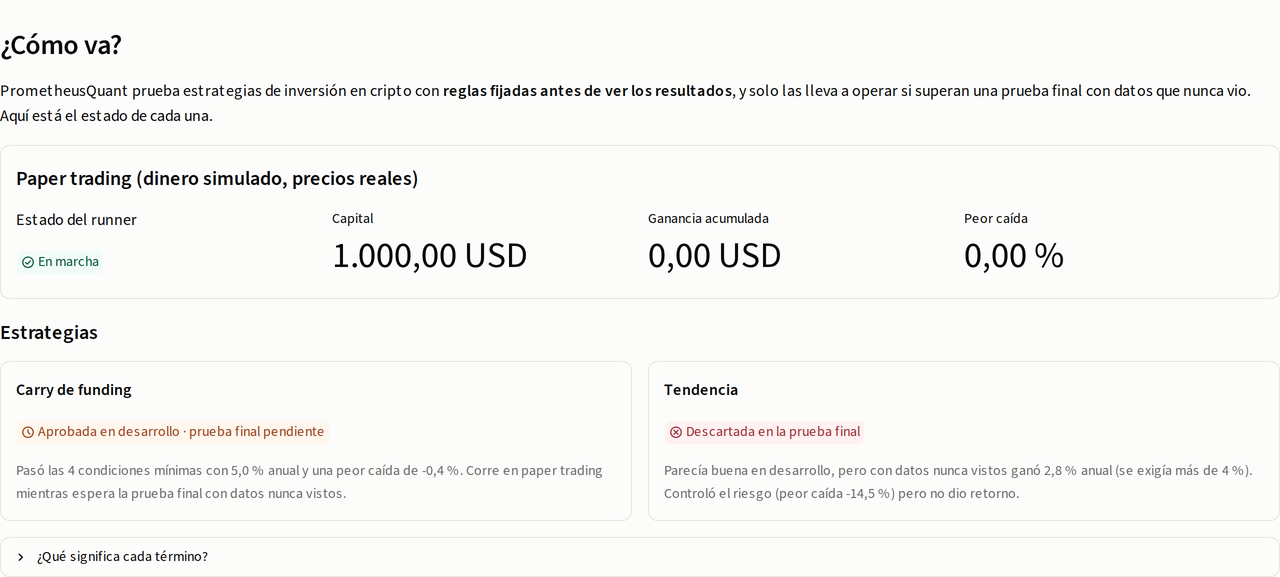 ¿Cómo va?
PrometheusQuant prueba estrategias de inversión en cripto con reglas fijadas antes de ver los resultados, y solo las lleva a operar si superan una prueba final con datos que nunca vio.
Aquí está el estado de cada una.
Paper trading (dinero simulado, precios reales)
Estado del runner
En marcha
Capital
1.000,00 USD
Ganancia acumulada
0,00 USD
Peor caída
0,00 %
Estrategias
Carry de funding
Aprobada en desarrollo · prueba final pendiente
Pasó las 4 condiciones mínimas con 5,0 % anual y una peor caída de -0,4 %. Corre en paper trading
mientras espera la prueba final con datos nunca vistos.
Tendencia
Descartada en la prueba final
Parecía buena en desarrollo, pero con datos nunca vistos ganó 2,8 % anual (se exigía más de 4 %).
Controló el riesgo (peor caída -14,5 %) pero no dio retorno.
¿Qué significa cada término?